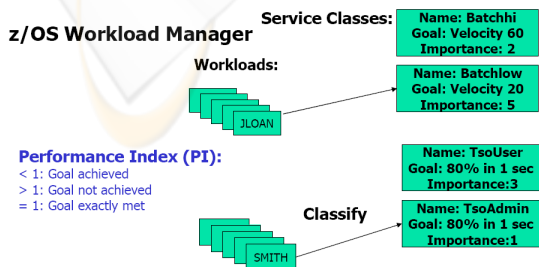 z/OS Workload Manager
Service Classes:
Name: Batchhi
Goal: Velocity 60
Importance: 2
Workloads:
Name: Batchlow
Goal: Velocity 20
Importance: 5
JLOAN
Performance Index (PI):
< 1: Goal achieved
> 1: Goal not achieved
= 1: Goal exactly met
Name: TsoUser
Goal: 80% in 1 sec
Importance:3
Classify
Name: TsoAdmin
Goal: 80% in 1 sec
Importance:1
SMITH